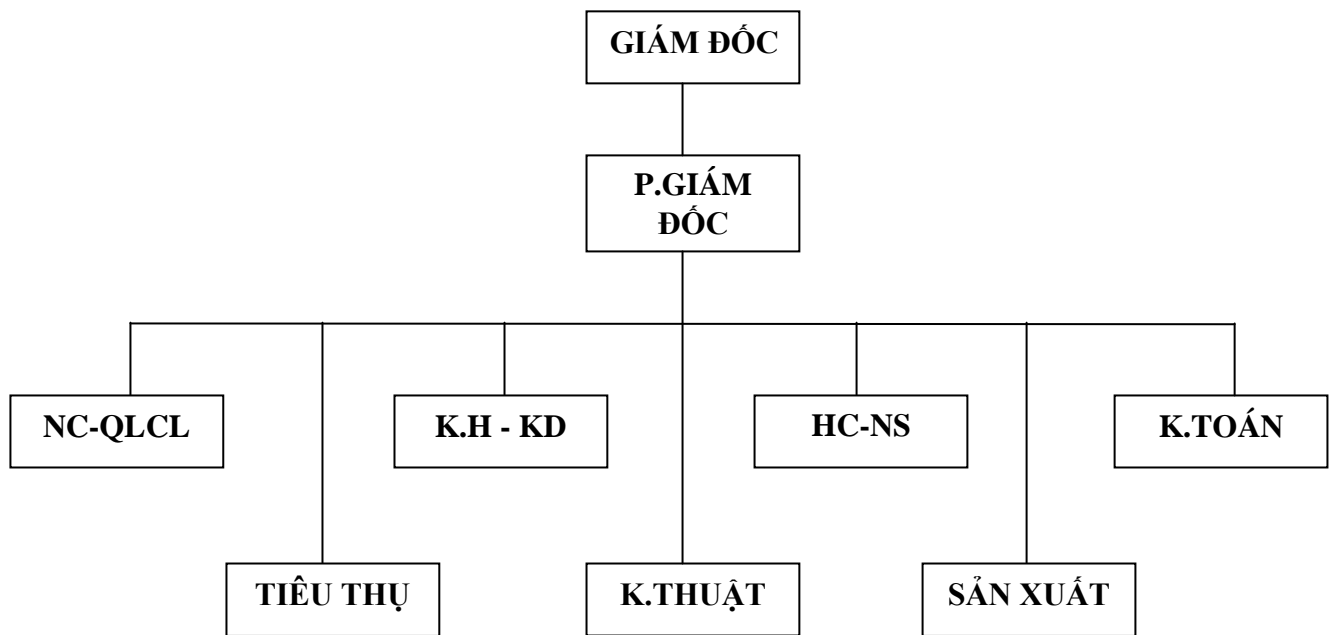 GIÁM ĐỐC
P.GIÁM
ĐỐC
NC-QLCL
K.H - KD
HC-NS
K.TOÁN
TIÊU THỤ
K.THUẬT
SẢN XUẤT